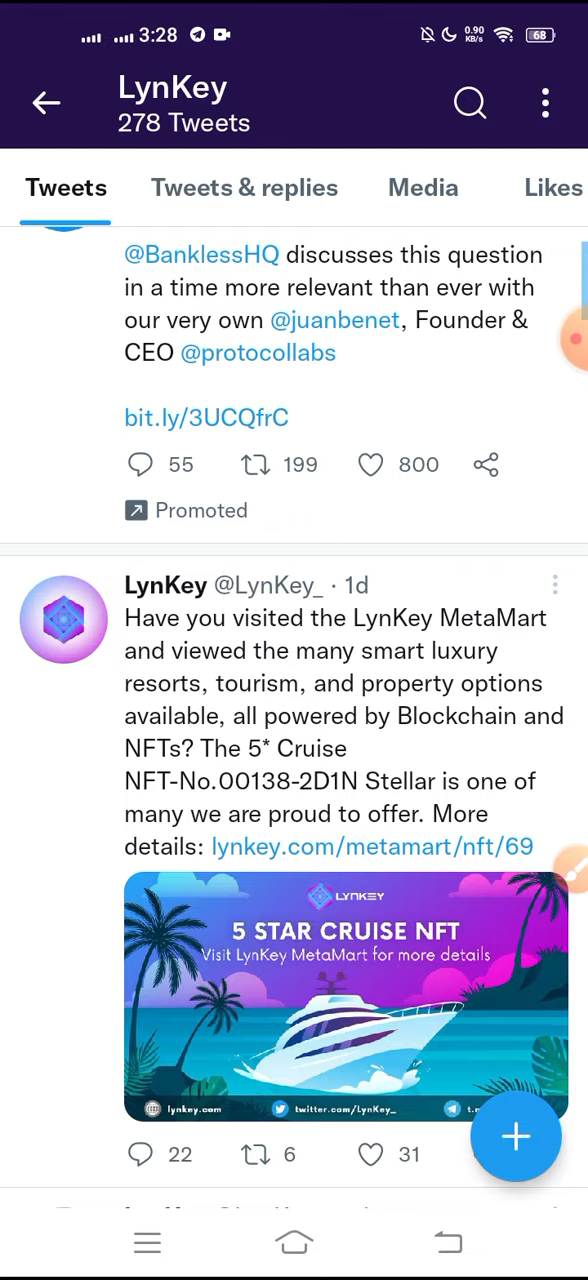 3:28
0.90
KB/s
68
LynKey
278 Tweets
Tweets
Tweets & replies
Media
Likes
@BanklessHQ discusses this question
in a time more relevant than ever with
our very own @juanbenet, Founder &
CEO @protocollabs
bit.ly/3UCQfrC
55
199
800
Promoted
LynKey @LynKey_ · 1d
Have you visited the LynKey MetaMart
and viewed the many smart luxury
resorts, tourism, and property options
available, all powered by Blockchain and
NFTs? The 5* Cruise
NFT-No.00138-2D1N Stellar is one of
many we are proud to offer. More
details: lynkey.com/metamart/nft/69
LYNKEY
5 STAR CRUISE NFT
Visit LynKey MetaMart for more details
lynkey.com
twitter.com/LynKey_
22
6
31